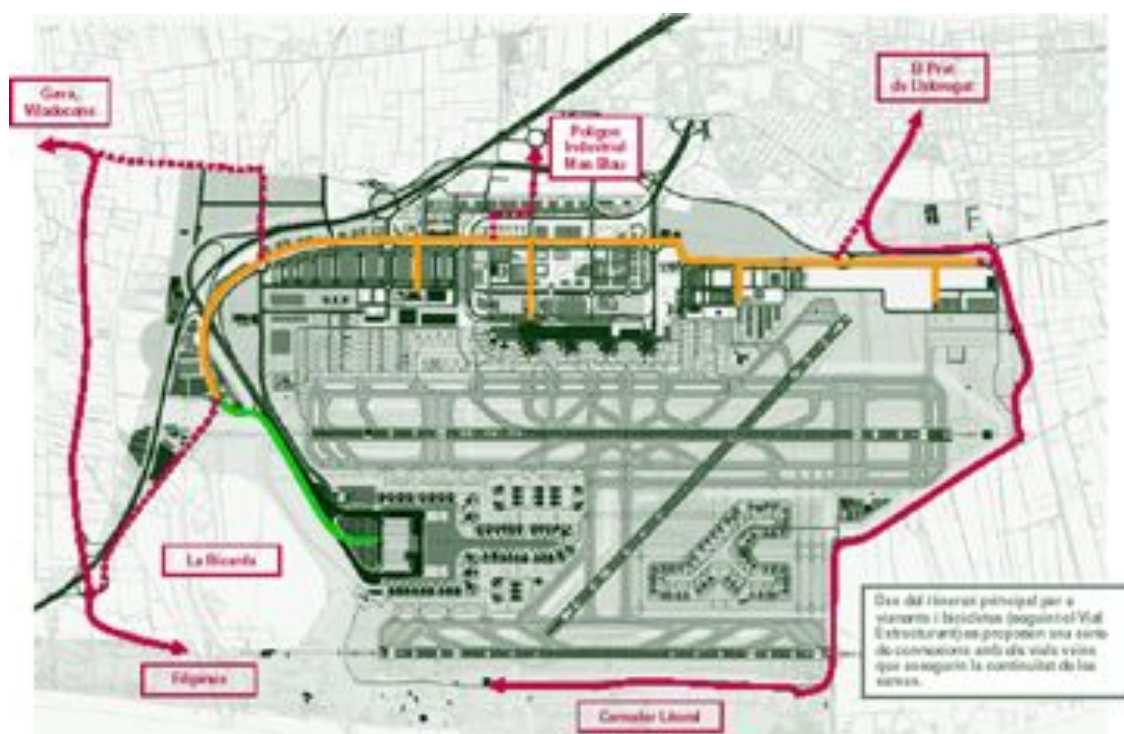 Gavà,
Viladecans
El Prat
de Llobregat
Polígon
Industrial
Mas Blau
La Ricarda
Filipines
Corredor Litoral
Des del itinerari principal per a
vianants i bicicletes (seguint el Vial
Estructurant) es proposen una sèrie
de connexions amb els vials veïns
que asseguren la continuïtat de les